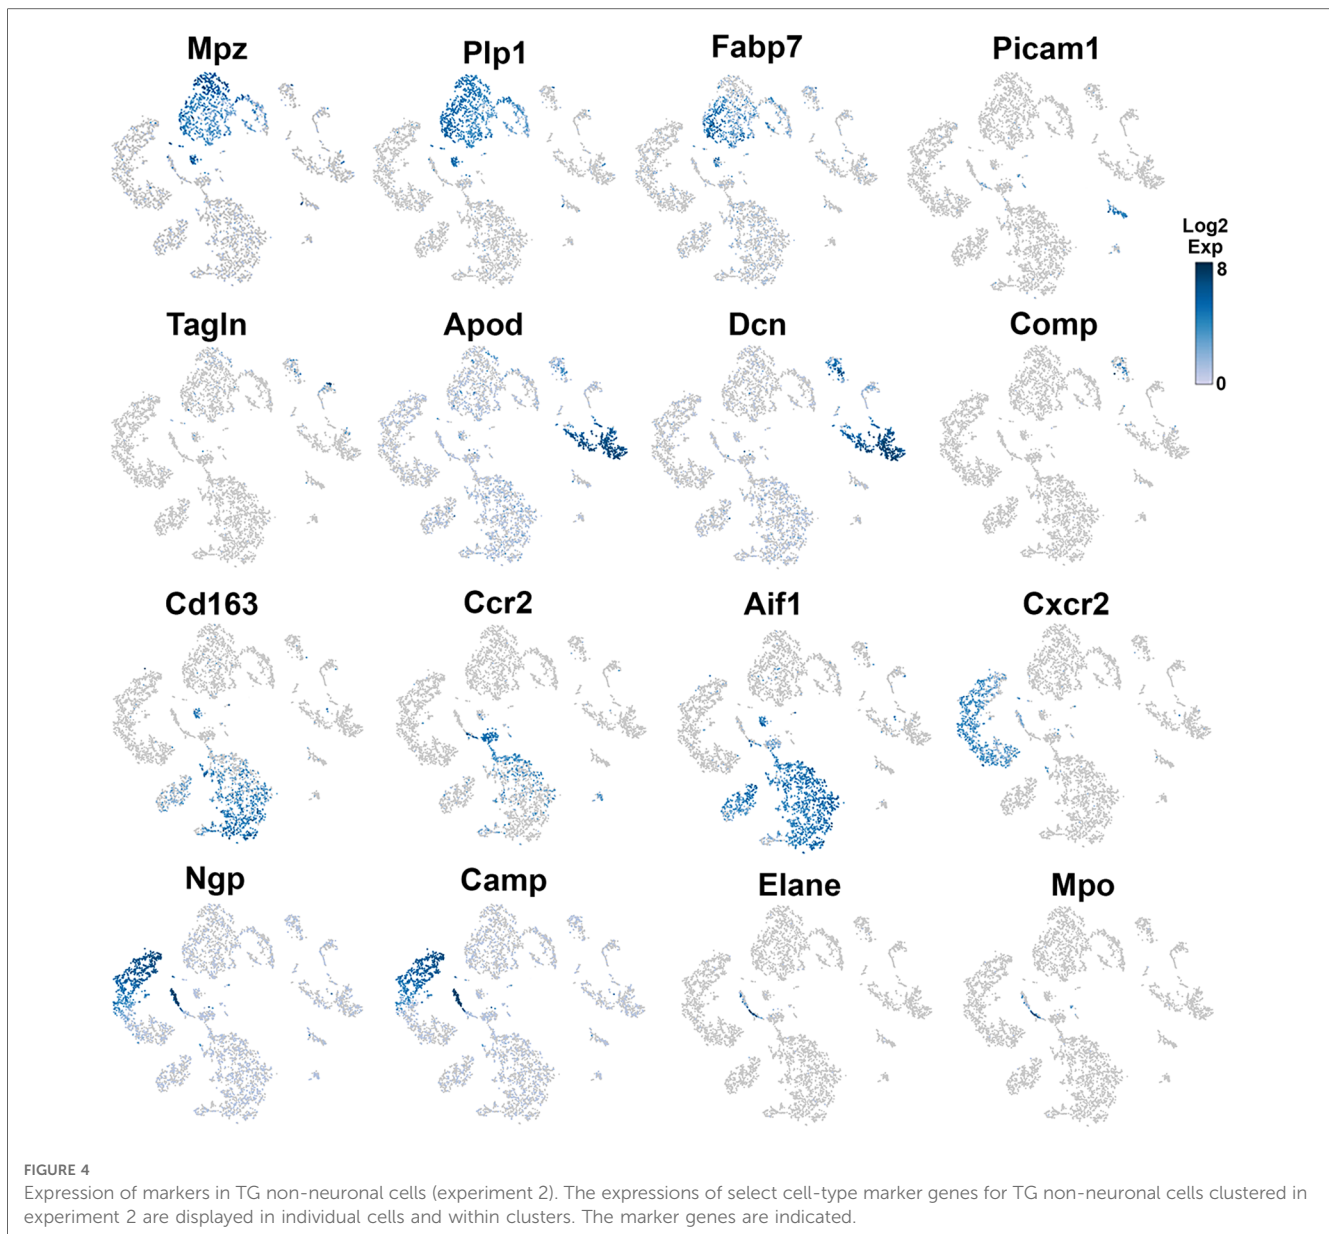 Mpz
Plp1
Fabp7
Picam1
Log2
Exp
8
0
Tagln
Apod
Dcn
Comp
Cd163
Ccr2
Aif1
Cxcr2
Ngp
Camp
Elane
Mpo
FIGURE 4
Expression of markers in TG non-neuronal cells (experiment 2). The expressions of select cell-type marker genes for TG non-neuronal cells clustered in
experiment 2 are displayed in individual cells and within clusters. The marker genes are indicated.